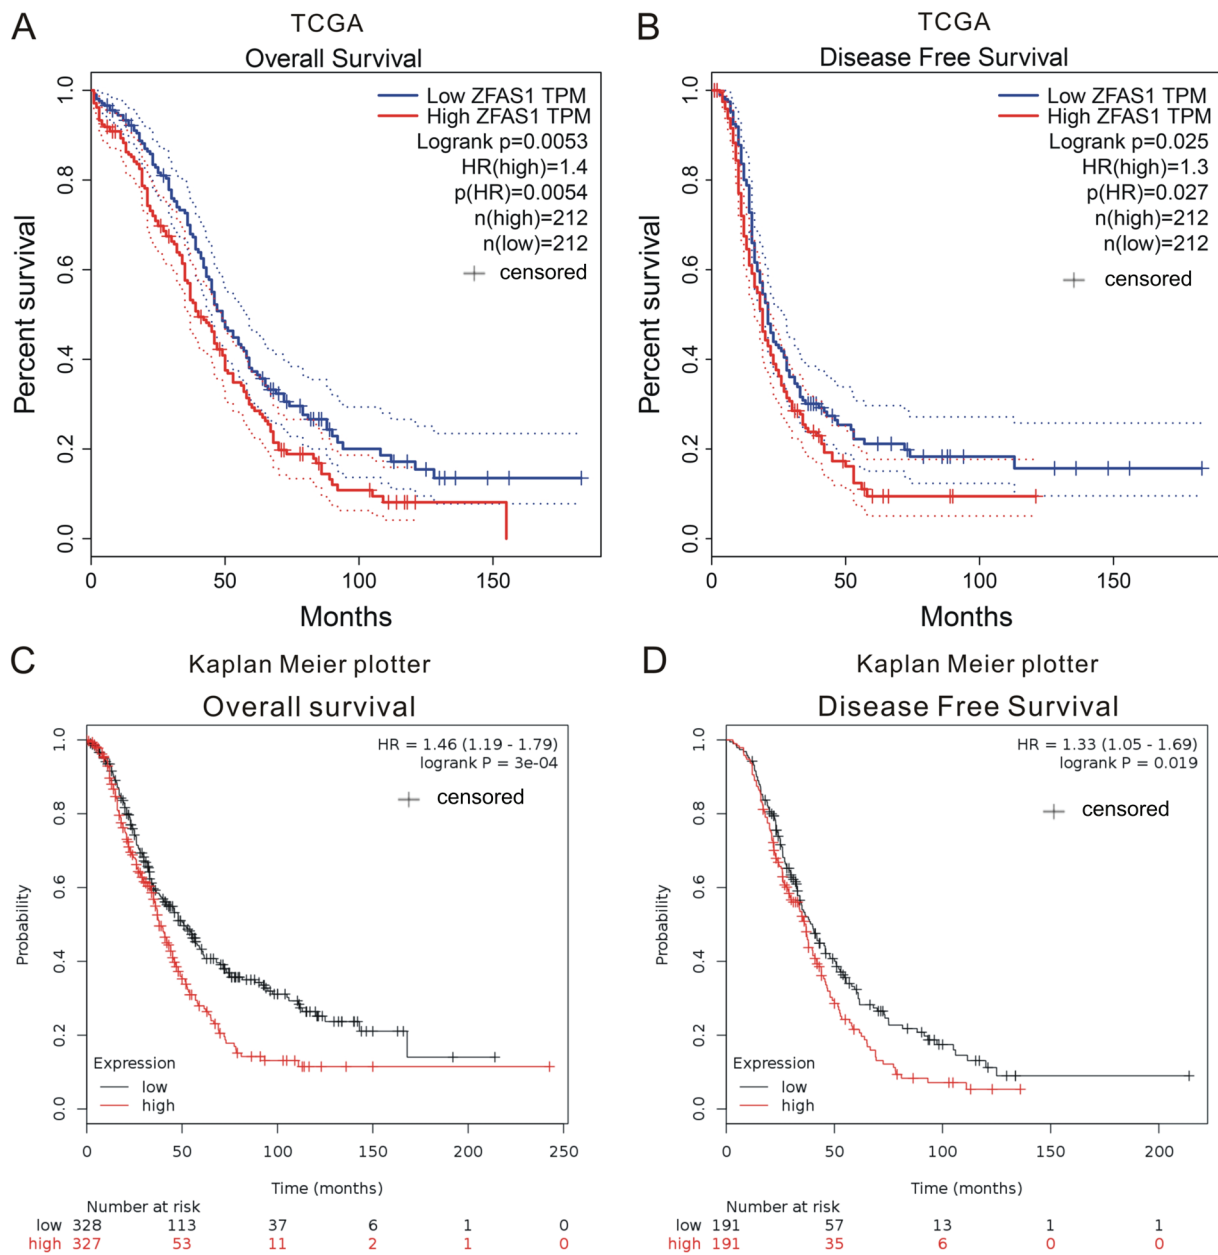 A
TCGA
Overall Survival
Low ZFAS1 TPM
High ZFAS1 TPM
Logrank p=0.0053
HR(high)=1.4
p(HR)=0.0054
n(high)=212
n(low)=212
censored
Percent survival
1.0
0.8
0.6
0.4
0.2
0.0
0 50 100 150
Months
B
TCGA
Disease Free Survival
Low ZFAS1 TPM
High ZFAS1 TPM
Logrank p=0.025
HR(high)=1.3
p(HR)=0.027
n(high)=212
n(low)=212
censored
Percent survival
1.0
0.8
0.6
0.4
0.2
0.0
0 50 100 150
Months
C
Kaplan Meier plotter
Overall survival
HR = 1.46 (1.19 - 1.79)
logrank P = 3e-04
censored
Probability
1.0
0.8
0.6
0.4
0.2
0.0
Expression
low
high
0 50 100 150 200 250
Time (months)
Number at risk
low 328 113 37 6 1 0
high 327 53 11 2 1 0
D
Kaplan Meier plotter
Disease Free Survival
HR = 1.33 (1.05 - 1.69)
logrank P = 0.019
censored
Probability
1.0
0.8
0.6
0.4
0.2
0.0
Expression
low
high
0 50 100 150 200
Time (months)
Number at risk
low 191 57 13 1 1
high 191 35 6 0 0